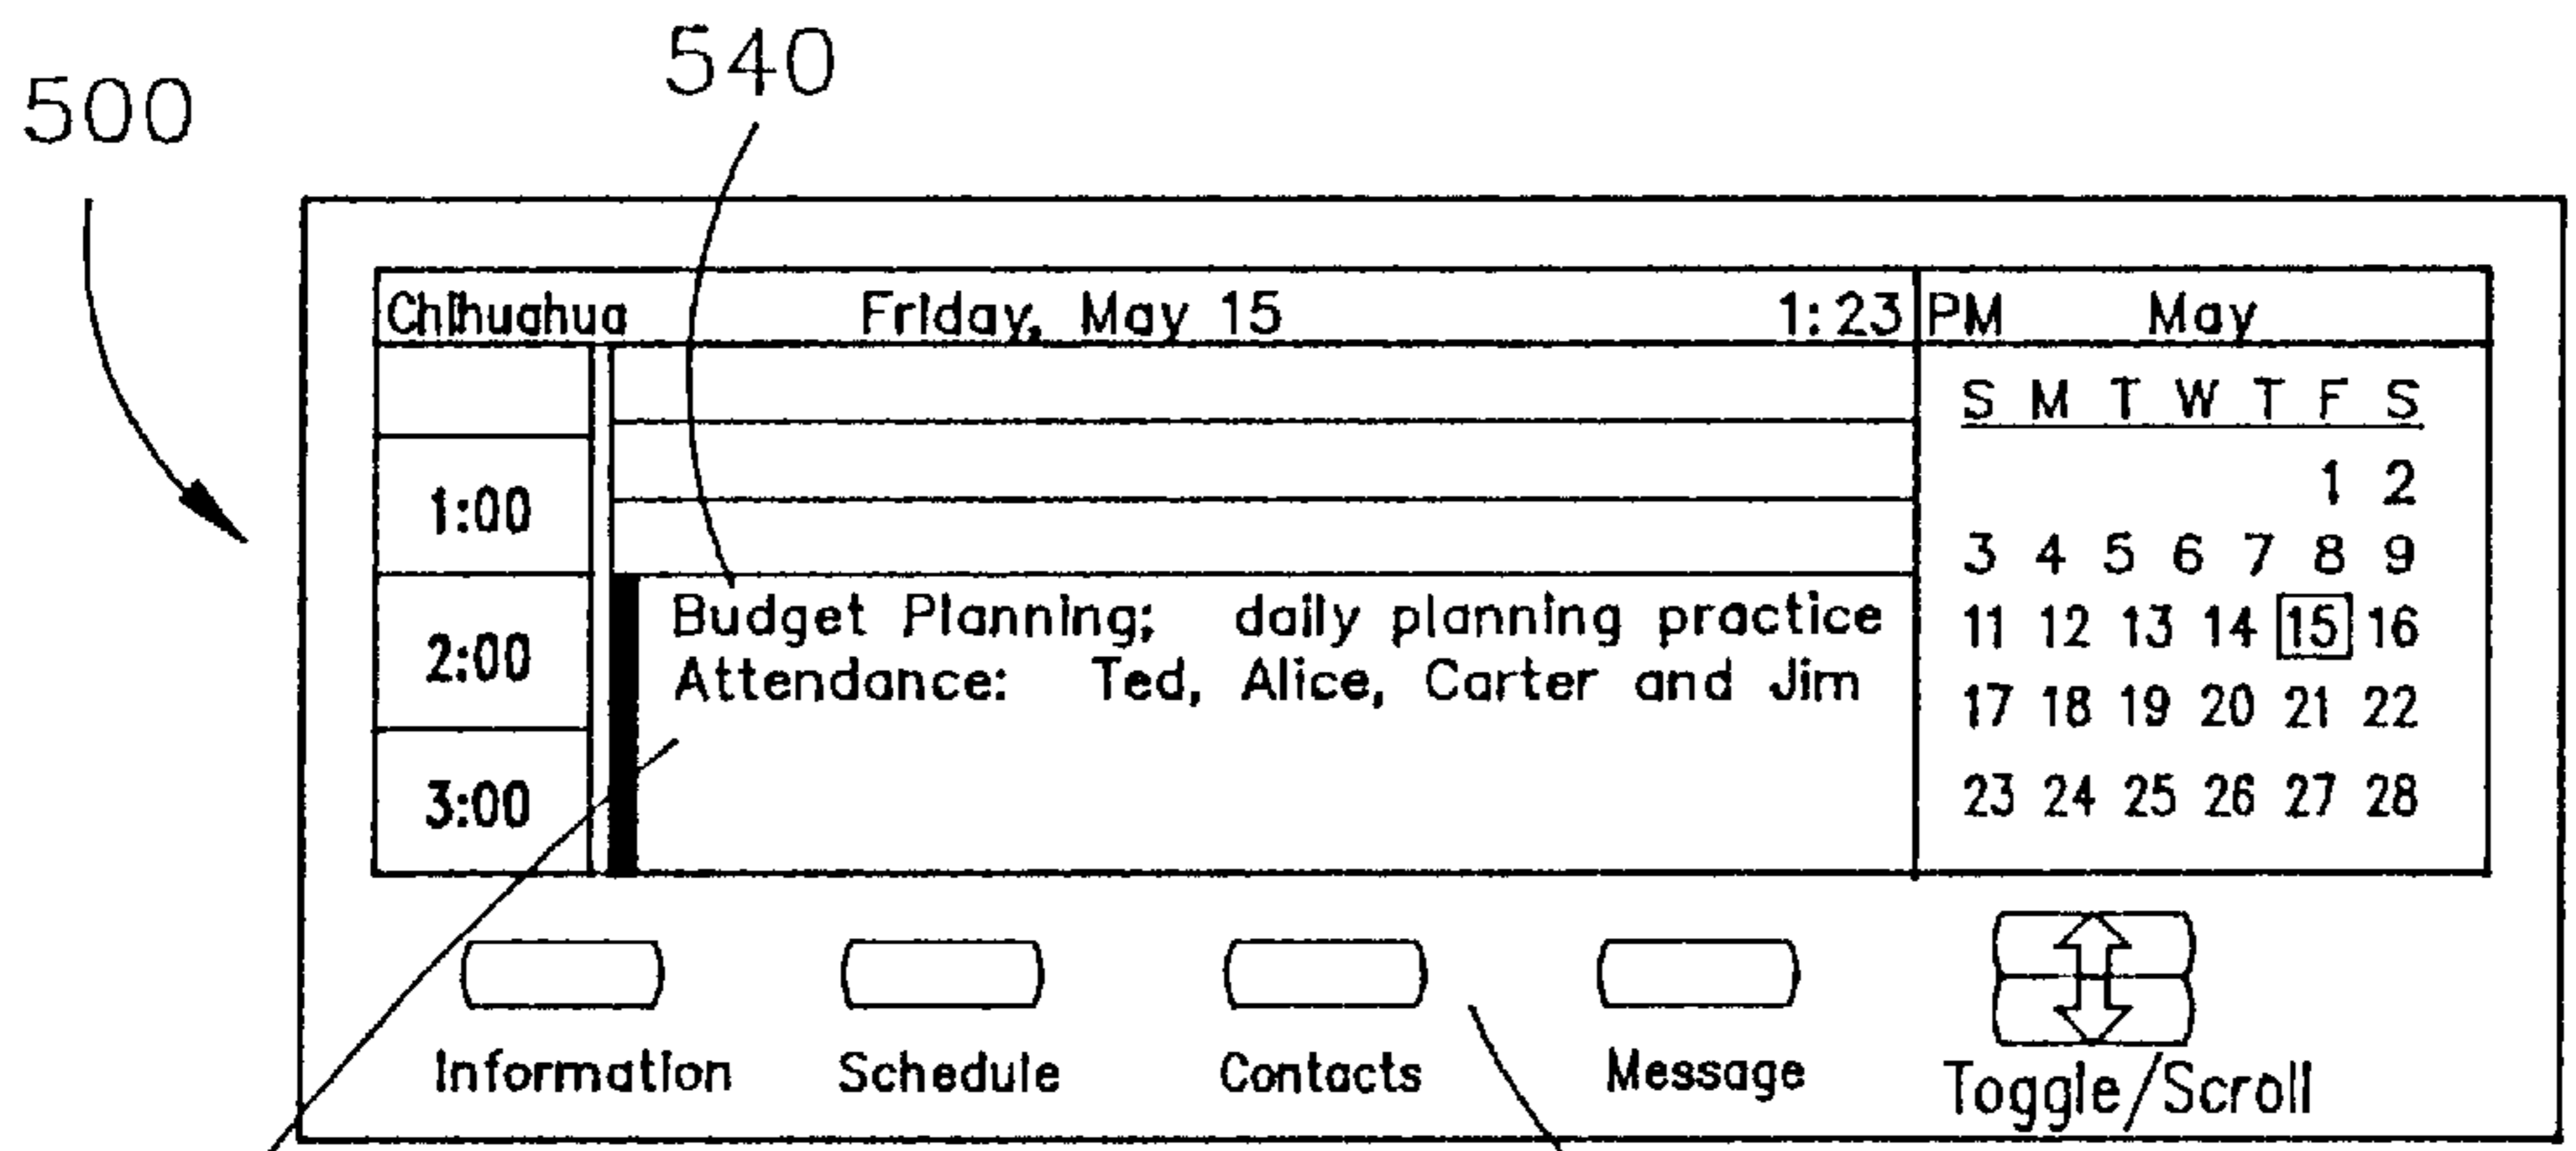 540
500
Chihuahua Friday, May 15 1:23 PM May
S M T W T F S
1 2
1:00
3 4 5 6 7 8 9
Budget Planning; daily planning practice
11 12 13 14 15 16
2:00
Attendance: Ted, Alice, Carter and Jim
17 18 19 20 21 22
3:00
23 24 25 26 27 28
Information Schedule Contacts Message Toggle/Scroll